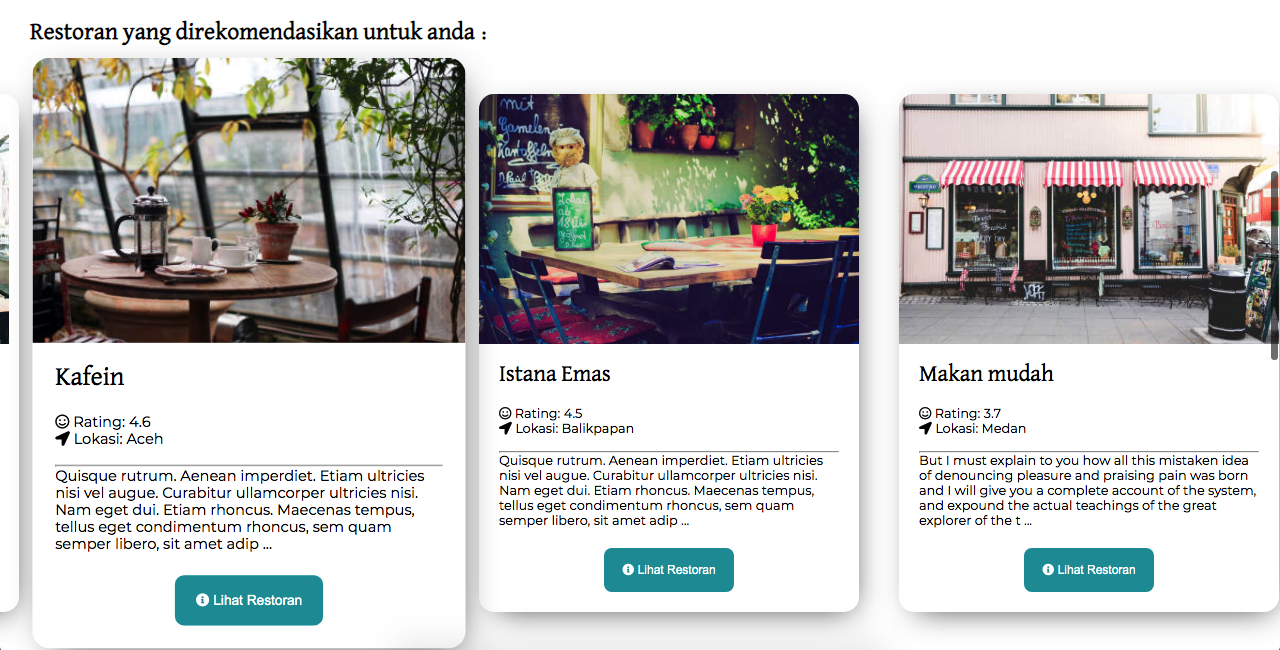 Restoran yang direkomendasikan untuk anda :
Kafein
Rating: 4.6
Lokasi: Aceh
Quisque rutrum. Aenean imperdiet. Etiam ultricies
nisi vel augue. Curabitur ullamcorper ultricies nisi.
Nam eget dui. Etiam rhoncus. Maecenas tempus,
tellus eget condimentum rhoncus, sem quam
semper libero, sit amet adip ...
Lihat Restoran
mit
Gamelen
Kartoffeln
Istana Emas
Rating: 4.5
Lokasi: Balikpapan
Quisque rutrum. Aenean imperdiet. Etiam ultricies
nisi vel augue. Curabitur ullamcorper ultricies nisi.
Nam eget dui. Etiam rhoncus. Maecenas tempus,
tellus eget condimentum rhoncus, sem quam
semper libero, sit amet adip ...
Lihat Restoran
Makan mudah
Rating: 3.7
Lokasi: Medan
But I must explain to you how all this mistaken idea
of denouncing pleasure and praising pain was born
and I will give you a complete account of the system,
and expound the actual teachings of the great
explorer of the t ...
Lihat Restoran